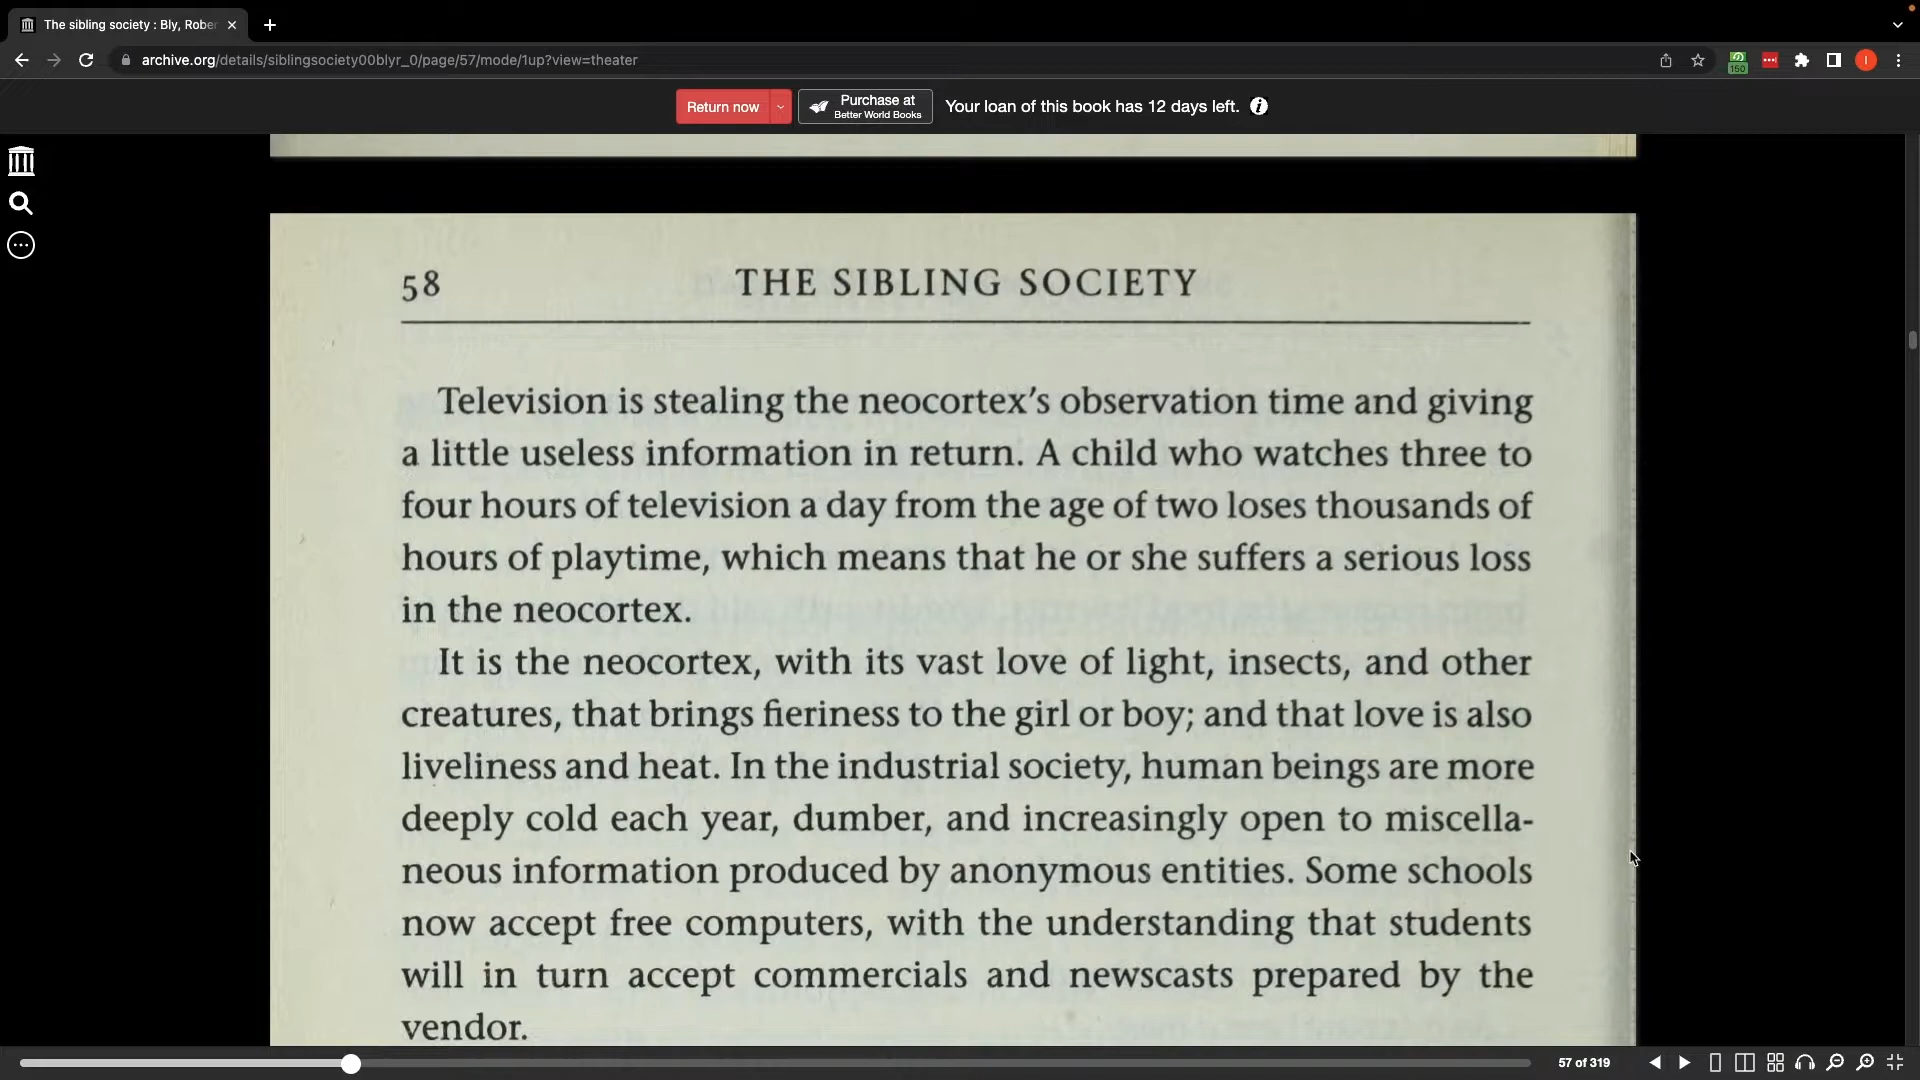 The sibling society : Bly, Rober
archive.org/details/siblingsociety00blyr_0/page/57/mode/1up?view=theater
150
I
Return now
Purchase at
Better World Books
Your loan of this book has 12 days left.
58 THE SIBLING SOCIETY
Television is stealing the neocortex's observation time and giving
a little useless information in return. A child who watches three to
four hours of television a day from the age of two loses thousands of
hours of playtime, which means that he or she suffers a serious loss
in the neocortex.
It is the neocortex, with its vast love of light, insects, and other
creatures, that brings fieriness to the girl or boy; and that love is also
liveliness and heat. In the industrial society, human beings are more
deeply cold each year, dumber, and increasingly open to miscella-
neous information produced by anonymous entities. Some schools
now accept free computers, with the understanding that students
will in turn accept commercials and newscasts prepared by the
vendor.
57 of 319